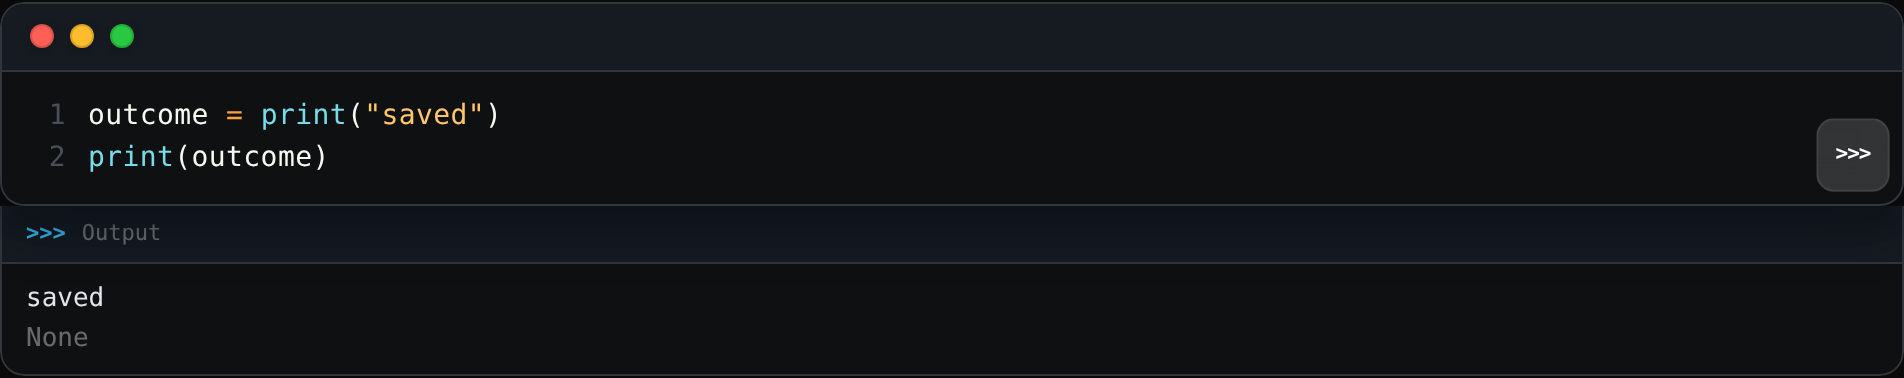 1 outcome = print("saved")
2 print(outcome)
>>>
>>> Output
saved
None